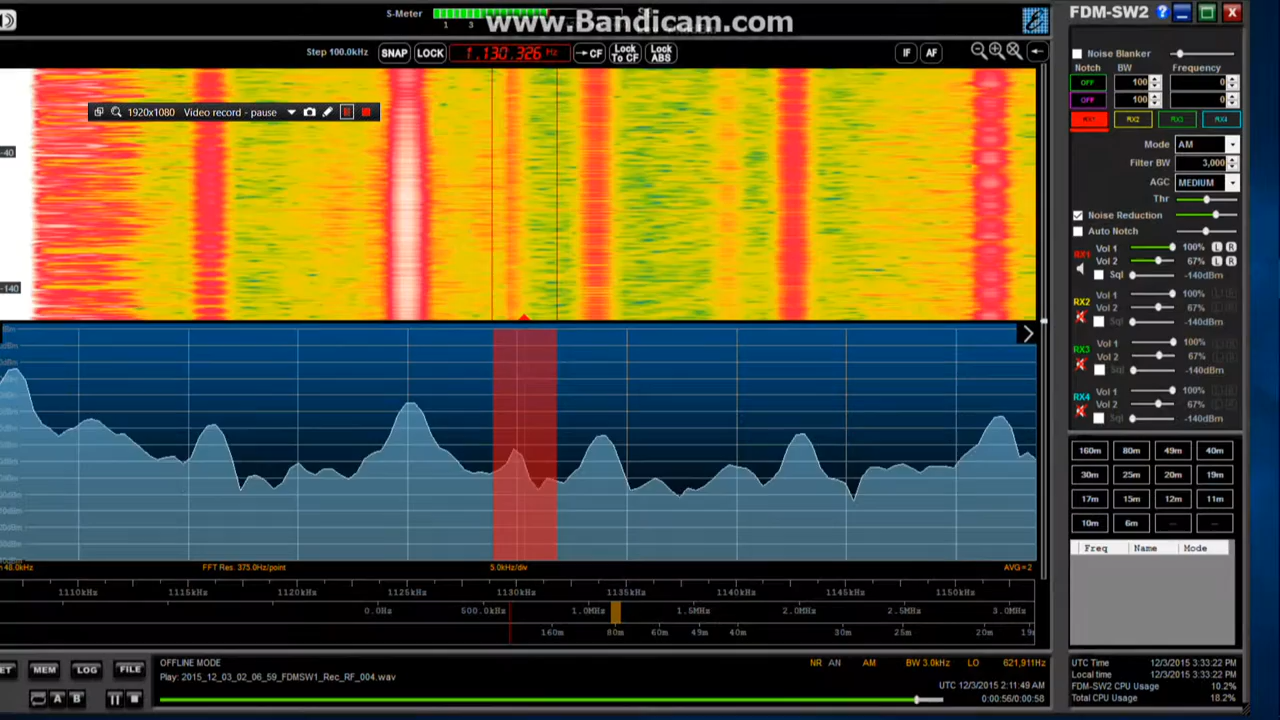 S-Meter
1 3
www.Bandicam.com
FDM-SW2 ?
Step 100.0kHz SNAP LOCK 1.130.326 Hz →CF Lock To CF Lock ABS IF AF
Noise Blanker
Notch BW Frequency
OFF 100 0
OFF 100 0
RX1 RX2 RX3 RX4
1920x1080 Video record - pause
-40
-140
Mode AM
Filter BW 3,000
AGC MEDIUM
Thr
Noise Reduction
Auto Notch
RX1 Vol 1 100% L R
Vol 2 67% L R
Sql -140dBm
RX2 Vol 1 100% L R
Vol 2 67% L R
Sql -140dBm
RX3 Vol 1 100%
Vol 2 67%
Sql -140dBm
RX4 Vol 1 100% L R
Vol 2 67% L R
Sql -140dBm
160m 80m 49m 40m
30m 25m 20m 19m
17m 15m 12m 11m
10m 6m -- --
Freq Name Mode
48.0kHz FFT Res. 375.0Hz/point 5.0kHz/div AVG=2
1110kHz 1115kHz 1120kHz 1125kHz 1130kHz 1135kHz 1140kHz 1145kHz 1150kHz
0.0Hz 500.0kHz 1.0MHz 1.5MHz 2.0MHz 2.5MHz 3.0MHz
160m 80m 60m 49m 40m 30m 25m 20m 19m
ET MEM LOG FILE
A B
OFFLINE MODE NR AN AM BW 3.0kHz LO 621,911Hz
Play: 2015_12_03_02_06_59_FDMSW1_Rec_RF_004.wav
UTC 12/3/2015 2:11:49 AM
0:00:56/0:00:58
UTC Time 12/3/2015 3:33:22 PM
Local time 12/3/2015 3:33:22 PM
FDM-SW2 CPU Usage 10.2%
Total CPU Usage 18.2%